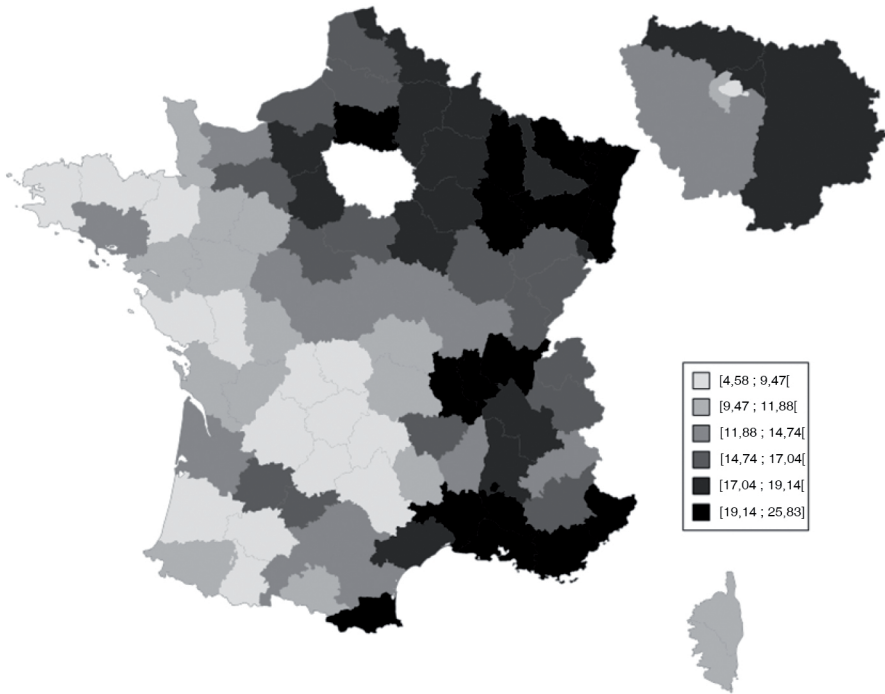 [4,58 ; 9,47[
[9,47 ; 11,88[
[11,88 ; 14,74[
[14,74 ; 17,04[
[17,04 ; 19,14[
[19,14 ; 25,83]